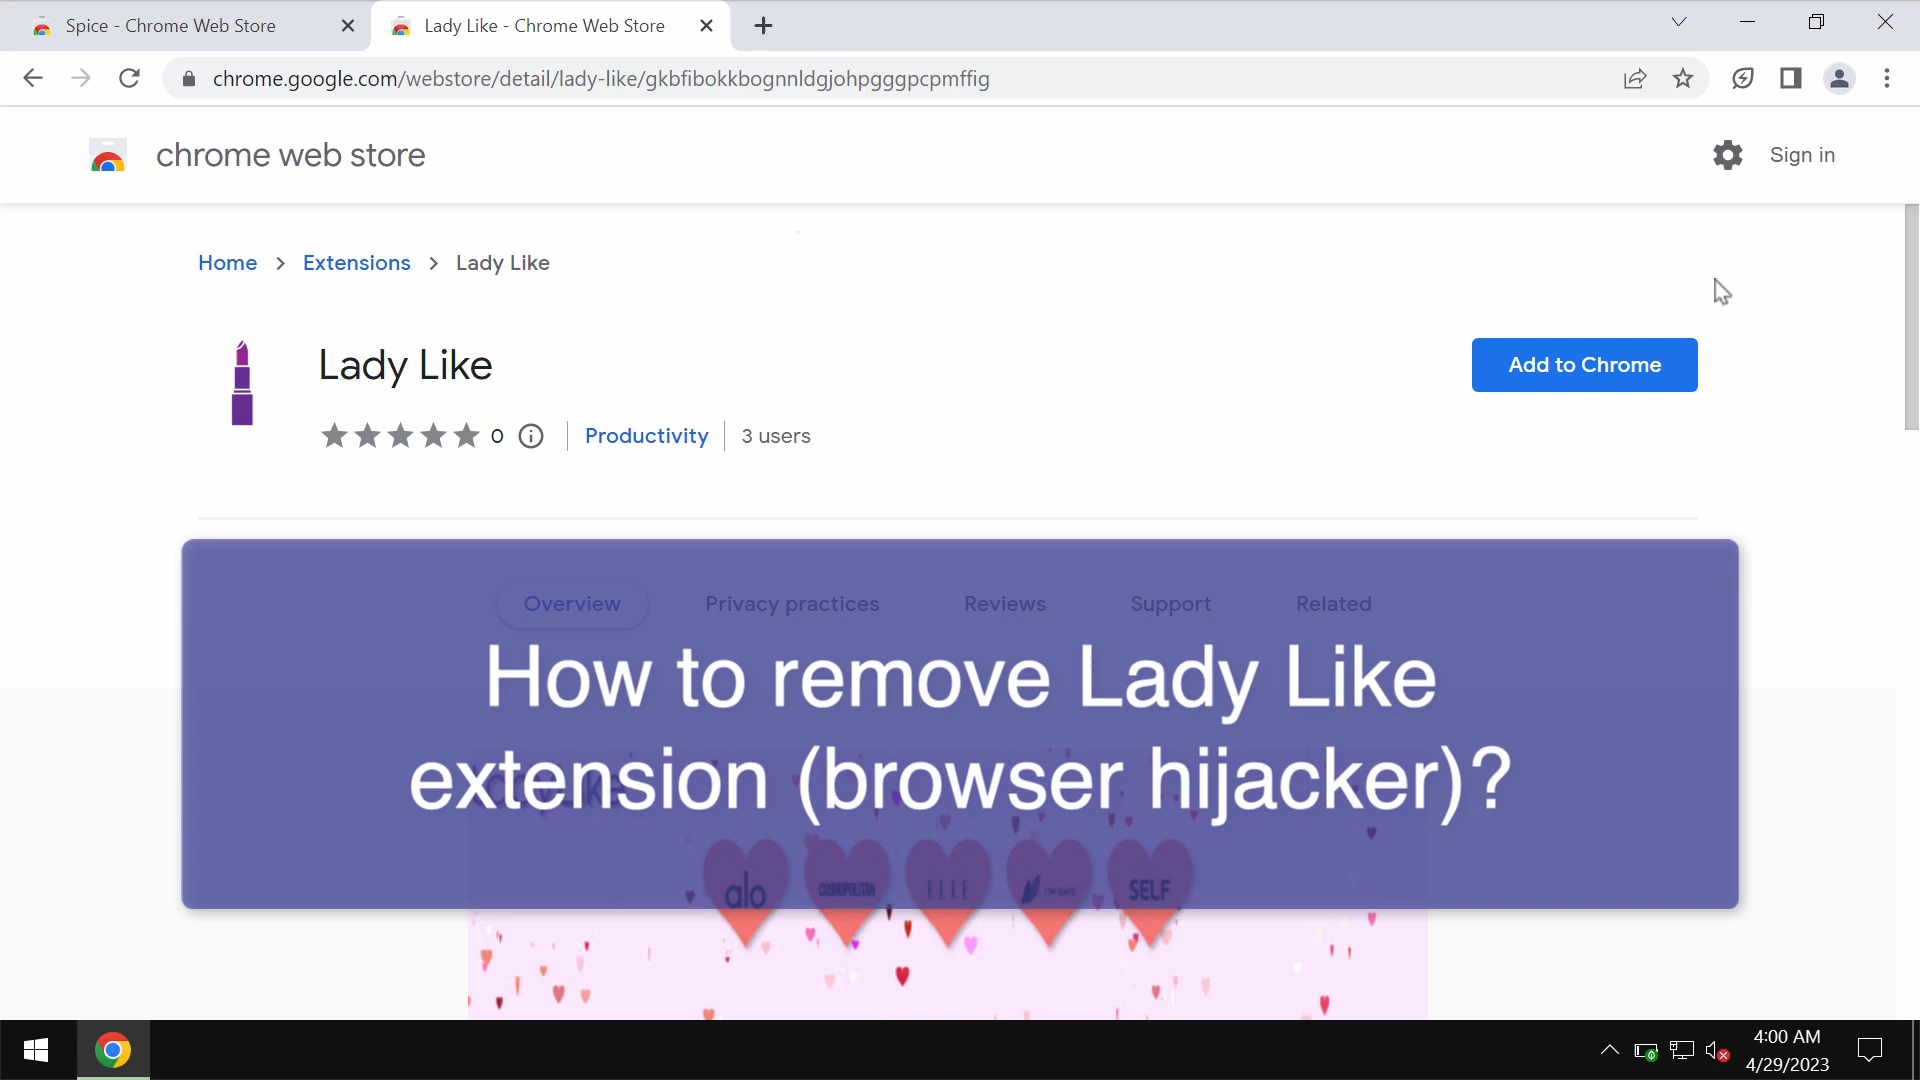 Spice - Chrome Web Store
Lady Like - Chrome Web Store
chrome.google.com/webstore/detail/lady-like/gkbfibokkbognnldgjohpgggpcpmffig
chrome web store
Sign in
Home > Extensions > Lady Like
Lady Like
Add to Chrome
0
Productivity
3 users
Overview
Privacy practices
Reviews
Support
Related
How to remove Lady Like
extension (browser hijacker)?
alo
COSMOPOLITAN
ELLE
I'M SAFE
SELF
4:00 AM
4/29/2023